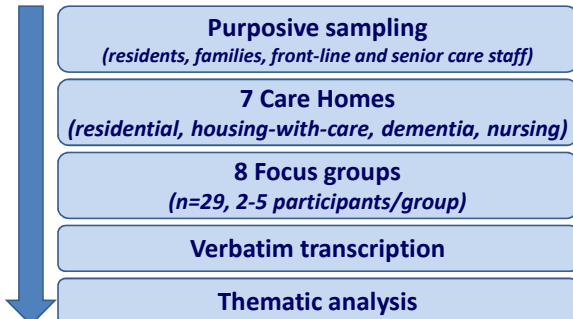 Purposive sampling
(residents, families, front-line and senior care staff)
7 Care Homes
(residential, housing-with-care, dementia, nursing)
8 Focus groups
(n=29, 2-5 participants/group)
Verbatim transcription
Thematic analysis